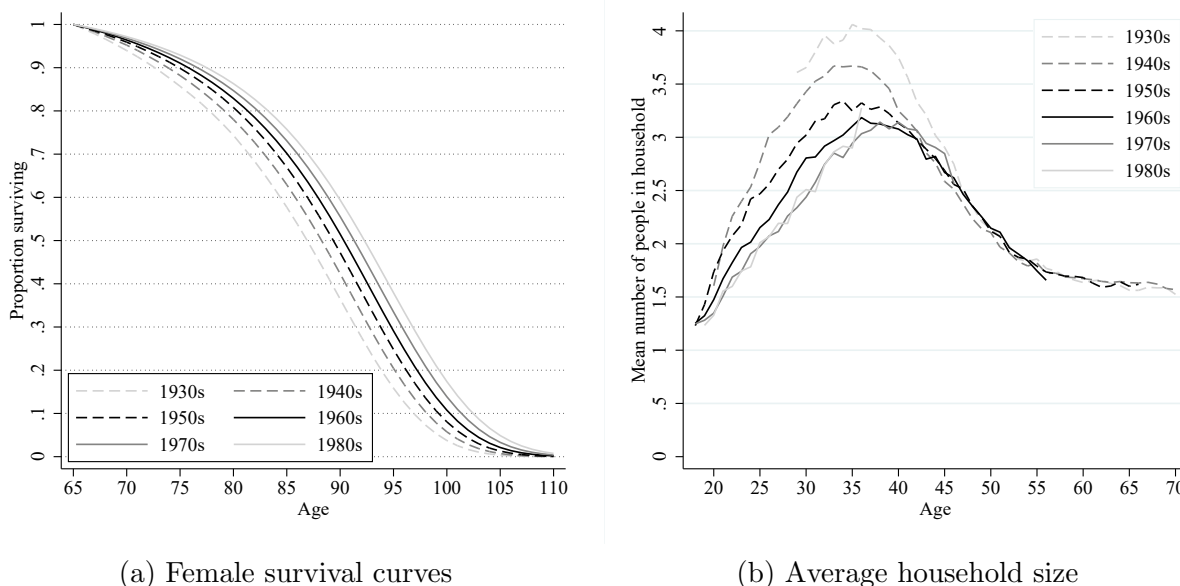 Proportion surviving
1
.9
.8
.7
.6
.5
.4
.3
.2
.1
0
65 70 75 80 85 90 95 100 105 110
Age
1930s 1940s
1950s 1960s
1970s 1980s
(a) Female survival curves
Mean number of people in household
4
3.5
3
2.5
2
1.5
1
.5
0
20 25 30 35 40 45 50 55 60 65 70
Age
1930s
1940s
1950s
1960s
1970s
1980s
(b) Average household size